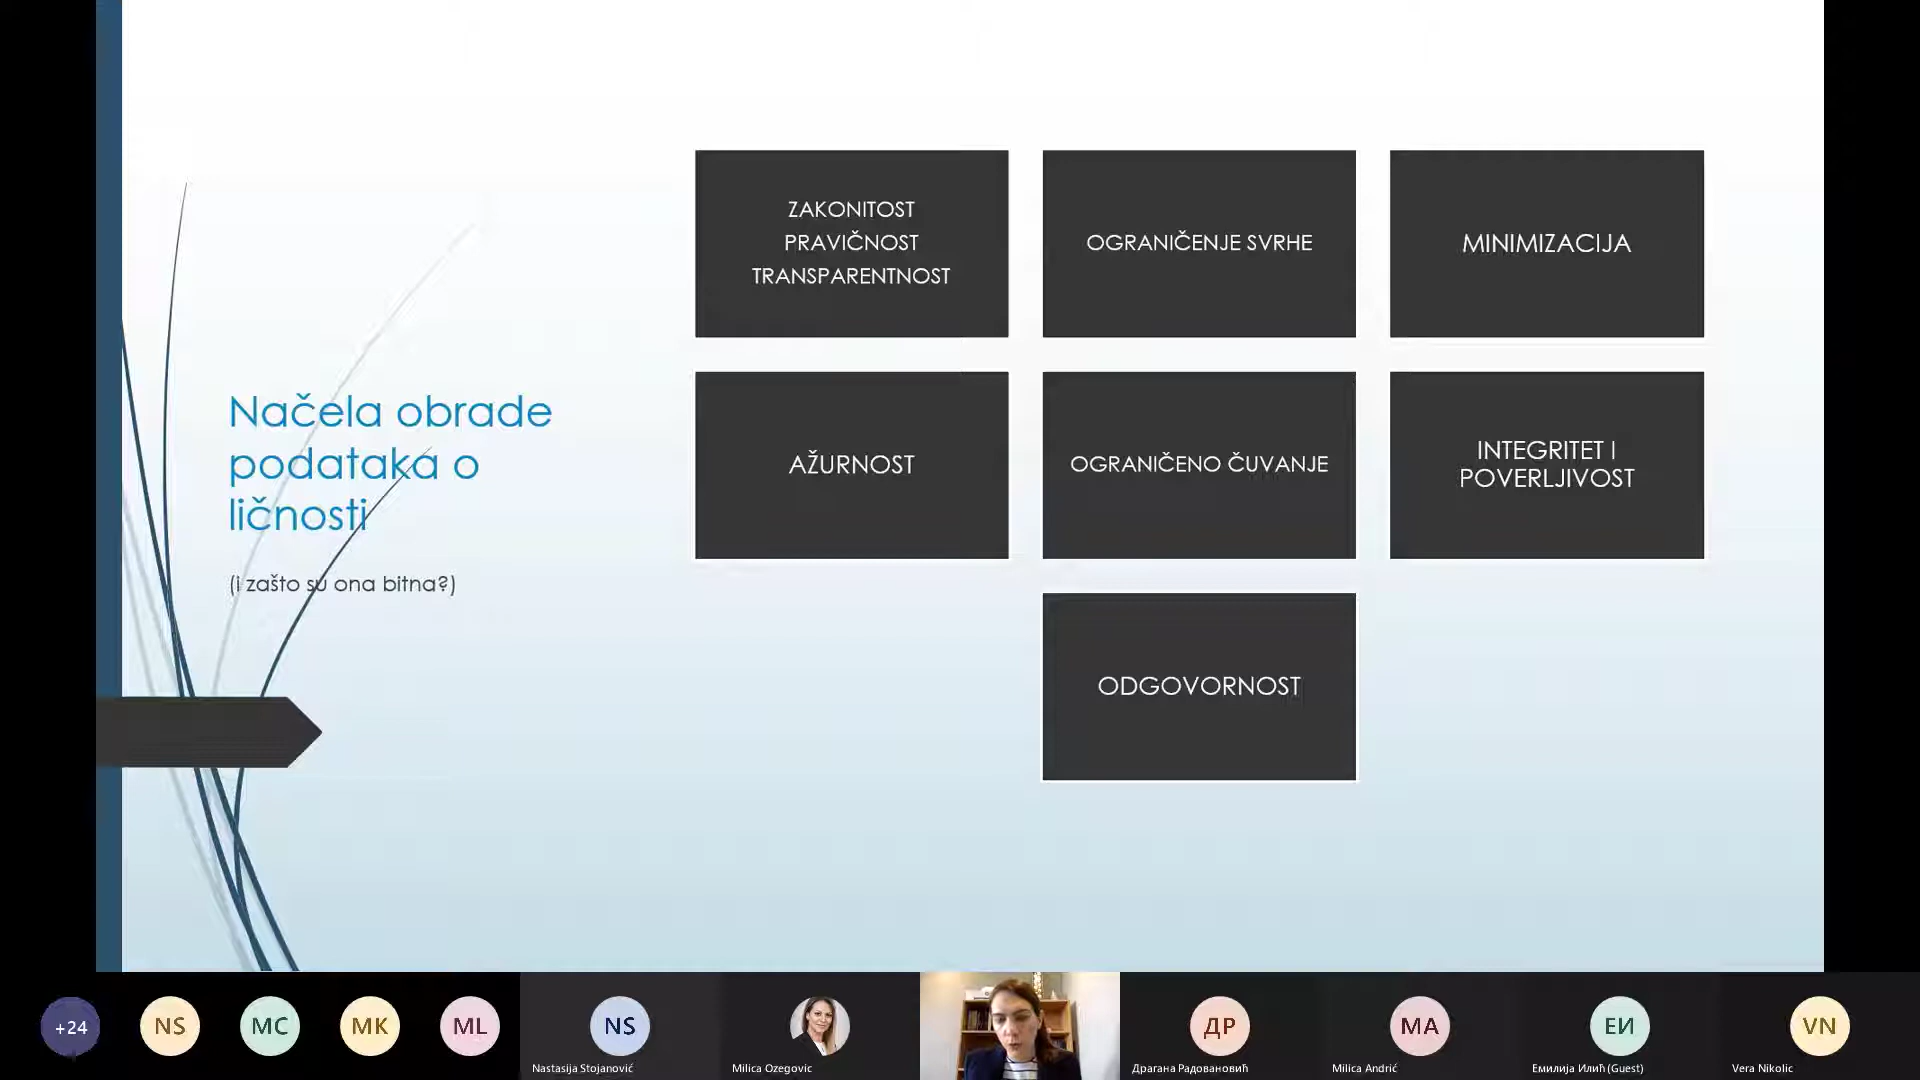 Načela obrade
podataka o
ličnosti
(i zašto su ona bitna?)
ZAKONITOST
PRAVIČNOST
TRANSPARENTNOST
OGRANIČENJE SVRHE
MINIMIZACIJA
AŽURNOST
OGRANIČENO ČUVANJE
INTEGRITET I
POVERLJIVOST
ODGOVORNOST
+24
NS
MC
MK
ML
NS
Nastasija Stojanović
Milica Ozegovic
ДР
Драгана Радовановић
MA
Milica Andrić
ЕИ
Емилија Илић (Guest)
VN
Vera Nikolic